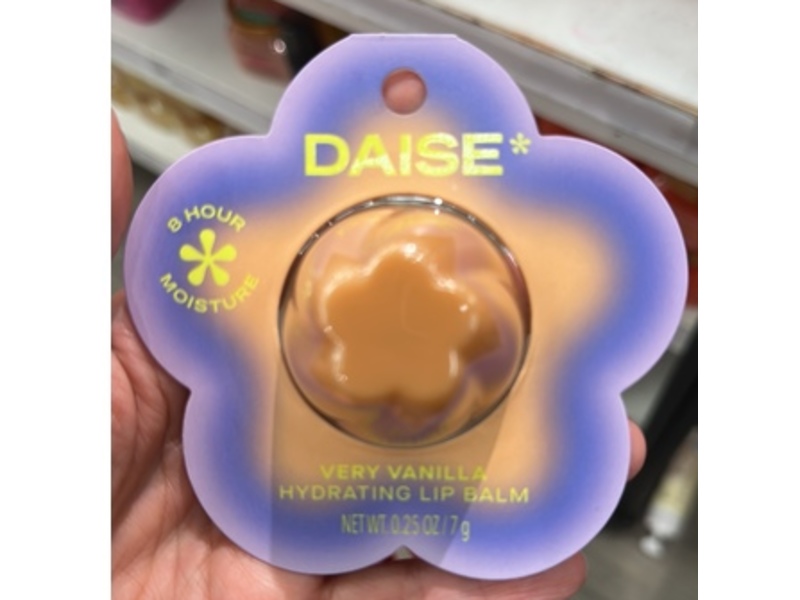 DAISE*
8 HOUR
MOISTURE
VERY VANILLA
HYDRATING LIP BALM
NET WT. 0.25 OZ / 7 g